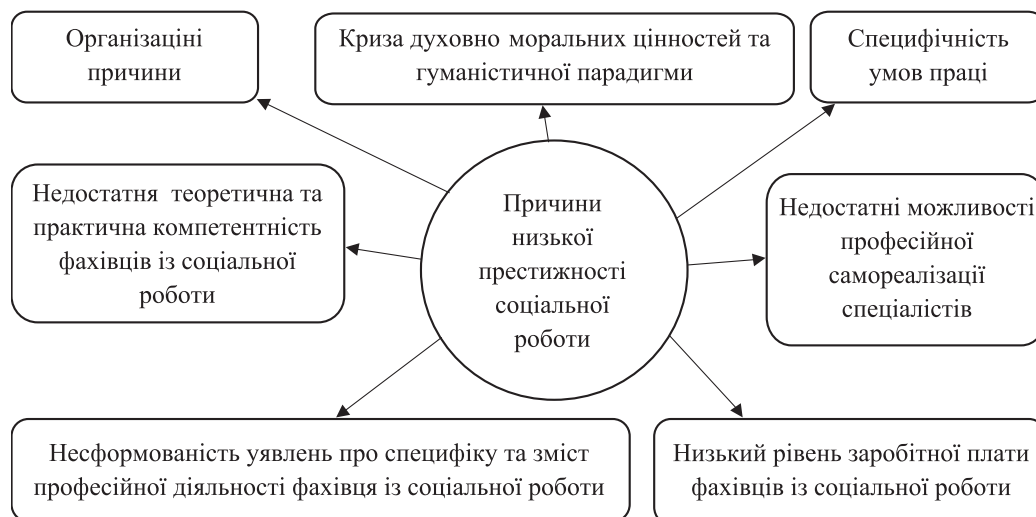 Організаціні
причини
Криза духовно моральних цінностей та
гуманістичної парадигми
Специфічність
умов праці
Недостатня теоретична та
практична компетентність
фахівців із соціальної
роботи
Причини
низької
престижності
соціальної
роботи
Недостатні можливості
професійної
самореалізації
спеціалістів
Несформованість уявлень про специфіку та зміст
професійної діяльності фахівця із соціальної роботи
Низький рівень заробітної плати
фахівців із соціальної роботи